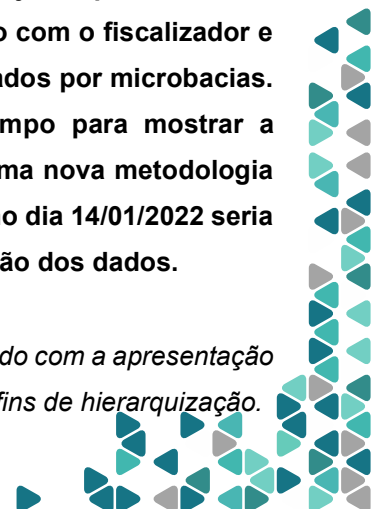 o com o fiscalizador e
ados por microbacias.
mpo para mostrar a
ma nova metodologia
o dia 14/01/2022 seria
ão dos dados.
do com a apresentação
fins de hierarquização.